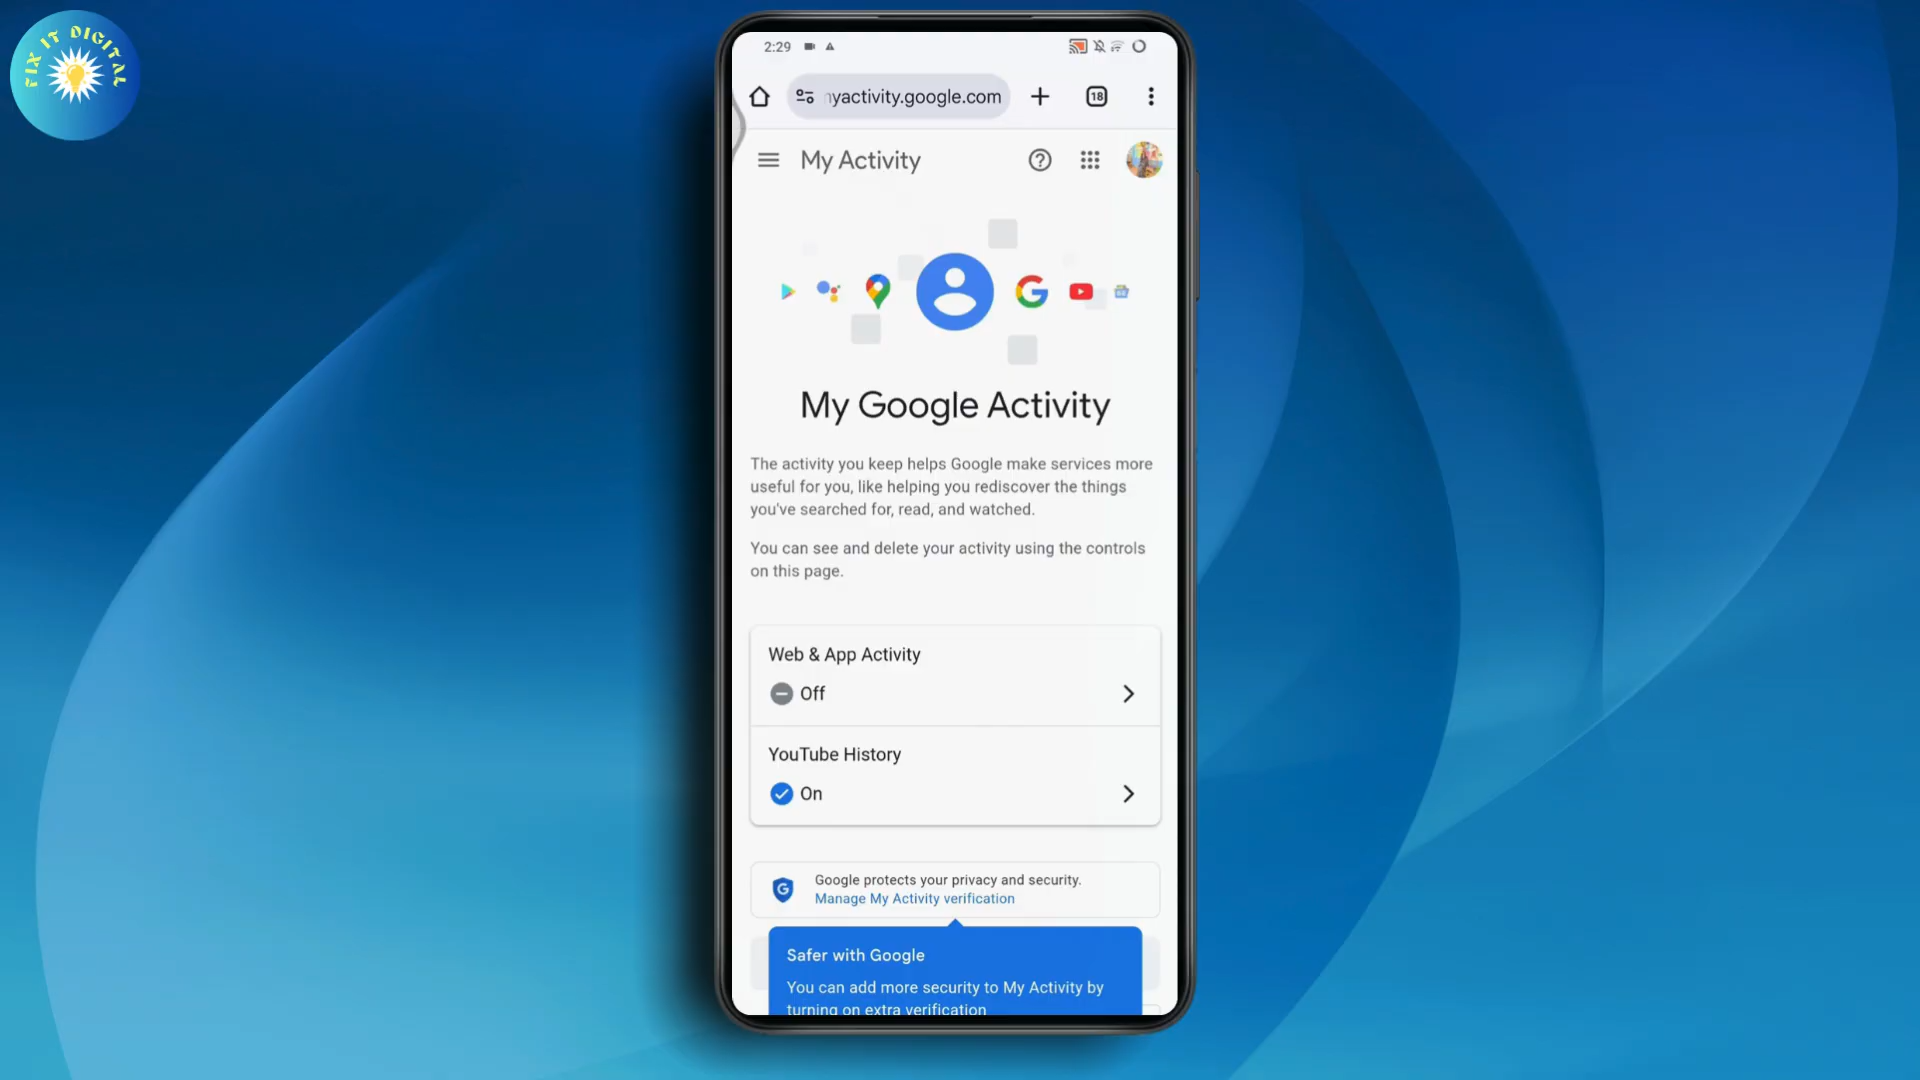 FIX IT DIGITAL
2:29
nyactivity.google.com
18
My Activity
My Google Activity
The activity you keep helps Google make services more
useful for you, like helping you rediscover the things
you've searched for, read, and watched.
You can see and delete your activity using the controls
on this page.
Web & App Activity
Off
YouTube History
On
Google protects your privacy and security.
Manage My Activity verification
Safer with Google
You can add more security to My Activity by
turning on extra verification